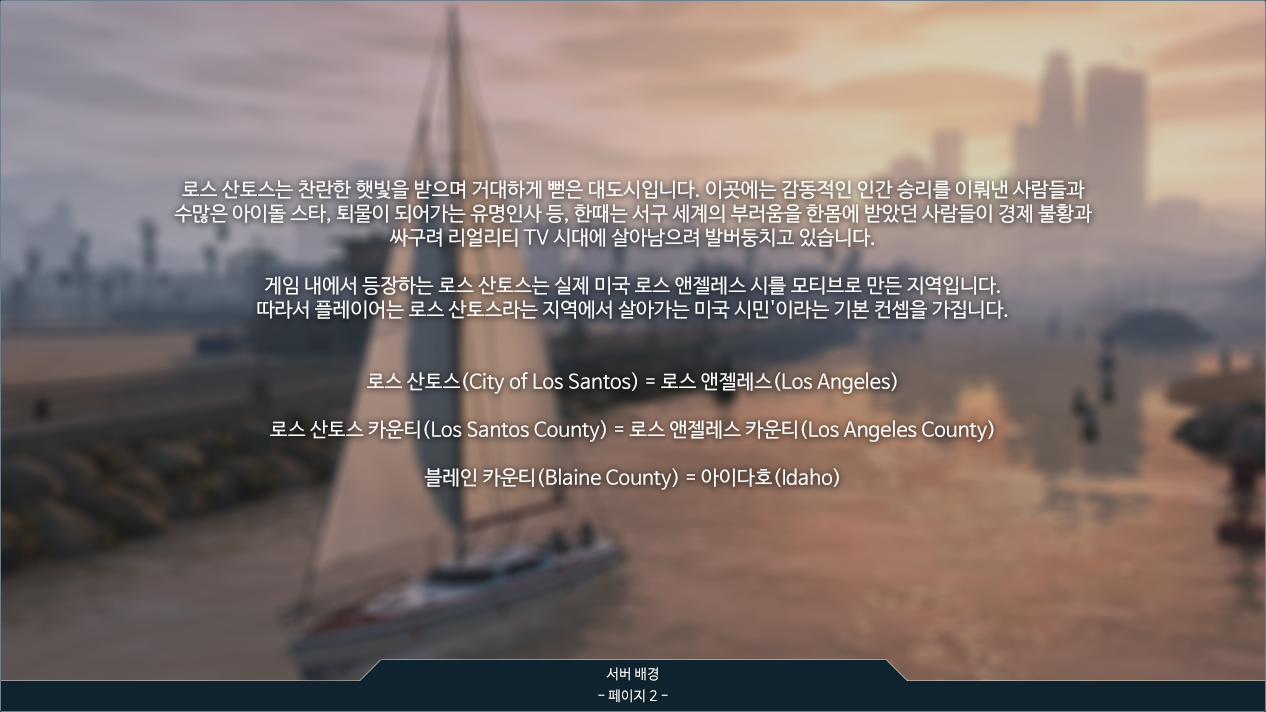 로스 산토스는 찬란한 햇빛을 받으며 거대하게 뻗은 대도시입니다. 이곳에는 감동적인 인간 승리를 이뤄낸 사람들과
수많은 아이돌 스타, 퇴물이 되어가는 유명인사 등, 한때는 서구 세계의 부러움을 한몸에 받았던 사람들이 경제 불황과
싸구려 리얼리티 TV 시대에 살아남으려 발버둥치고 있습니다.
게임 내에서 등장하는 로스 산토스는 실제 미국 로스 앤젤레스 시를 모티브로 만든 지역입니다.
따라서 플레이어는 로스 산토스라는 지역에서 살아가는 미국 시민'이라는 기본 컨셉을 가집니다.
로스 산토스(City of Los Santos) = 로스 앤젤레스(Los Angeles)
로스 산토스 카운티(Los Santos County) = 로스 앤젤레스 카운티(Los Angeles County)
블레인 카운티(Blaine County) = 아이다호(Idaho)
서버 배경
- 페이지 2 -